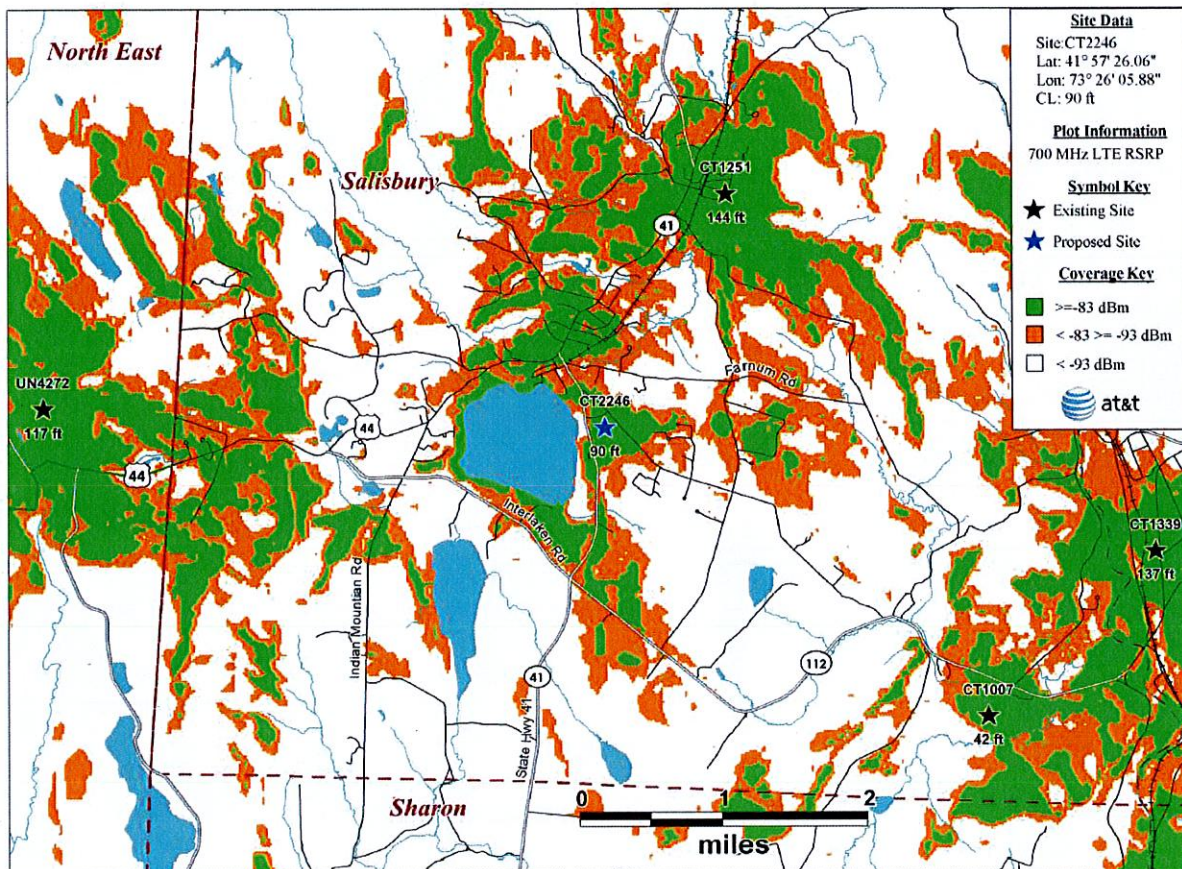 North East
Salisbury
CT1251
144 ft
41
UN4272
117 ft
44
44
CT2246
90 ft
Farnum Rd
Interlaken Rd
Indian Mountian Rd
CT1339
137 ft
112
CT1007
42 ft
41
State Hwy 41
Sharon
0 1 2
miles
Site Data
Site:CT2246
Lat: 41° 57' 26.06"
Lon: 73° 26' 05.88"
CL: 90 ft
Plot Information
700 MHz LTE RSRP
Symbol Key
Existing Site
Proposed Site
Coverage Key
>=-83 dBm
< -83 >= -93 dBm
< -93 dBm
at&t